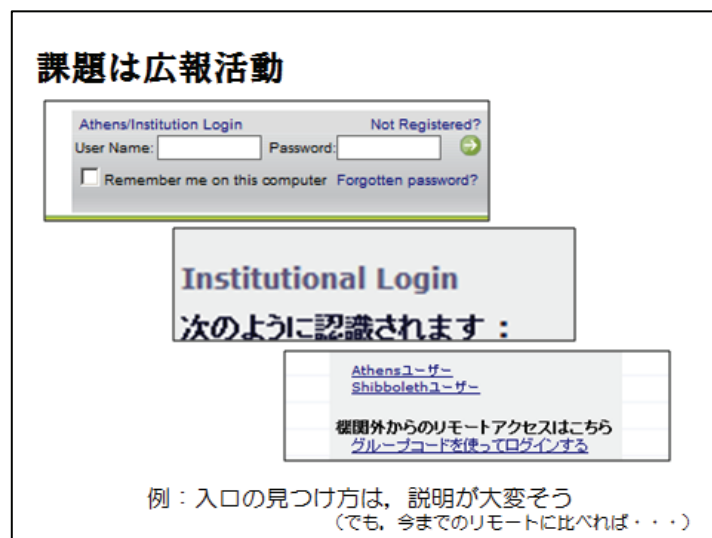 課題は広報活動
Athens/Institution Login Not Registered?
User Name: Password:
Remember me on this computer Forgotten password?
Institutional Login
次のように認識されます：
Athensユーザー
Shibbolethユーザー
機関外からのリモートアクセスはこちら
グループコードを使ってログインする
例：入口の見つけ方は，説明が大変そう
（でも，今までのリモートに比べれば・・・）